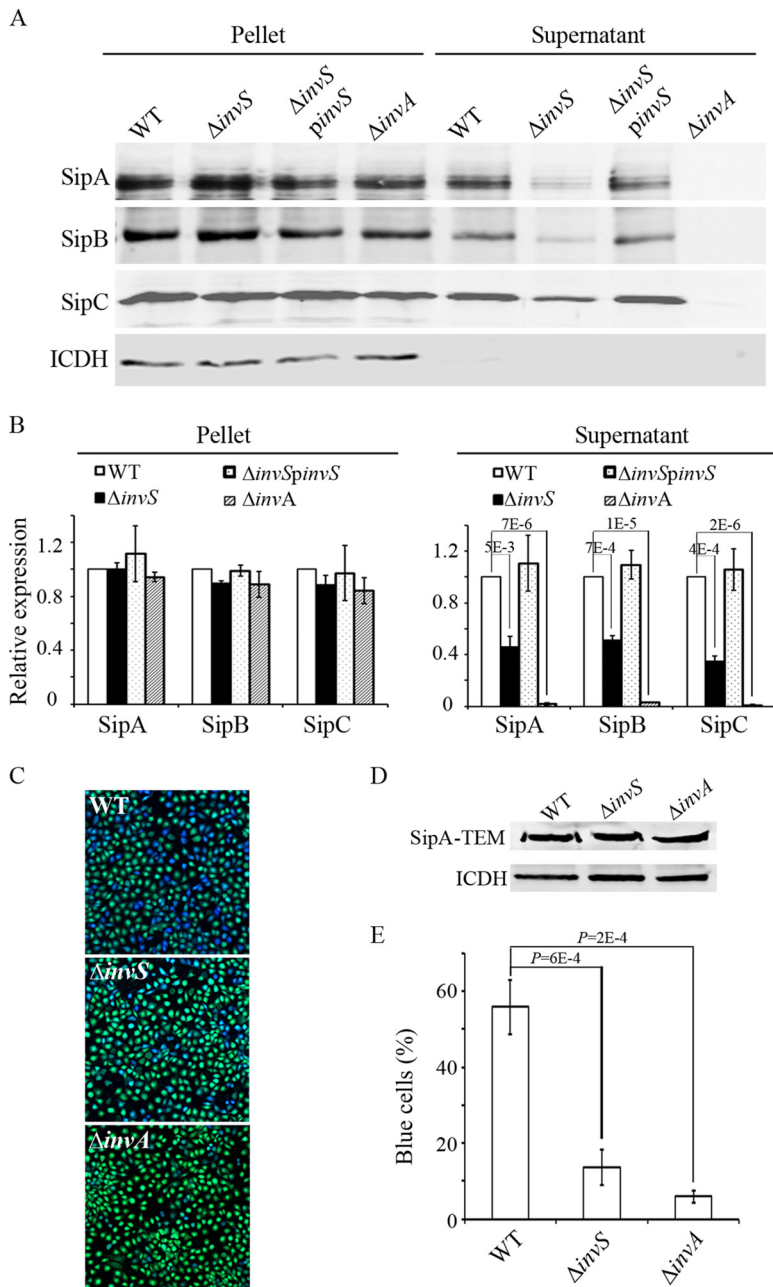 A
Pellet Supernatant
WT ΔinvS ΔinvS pinvS ΔinvA WT ΔinvS ΔinvS pinvS ΔinvA
SipA
SipB
SipC
ICDH
B
Pellet
WT ΔinvSpinvS
ΔinvS ΔinvA
Relative expression
1.2
0.8
0.4
0
SipA SipB SipC
Supernatant
WT ΔinvSpinvS
ΔinvS ΔinvA
7E-6 1E-5 2E-6
5E-3 7E-4 4E-4
1.2
0.8
0.4
0
SipA SipB SipC
C
WT
ΔinvS
ΔinvA
D
WT ΔinvS ΔinvA
SipA-TEM
ICDH
E
P=2E-4
P=6E-4
Blue cells (%)
60
40
20
0
WT ΔinvS ΔinvA